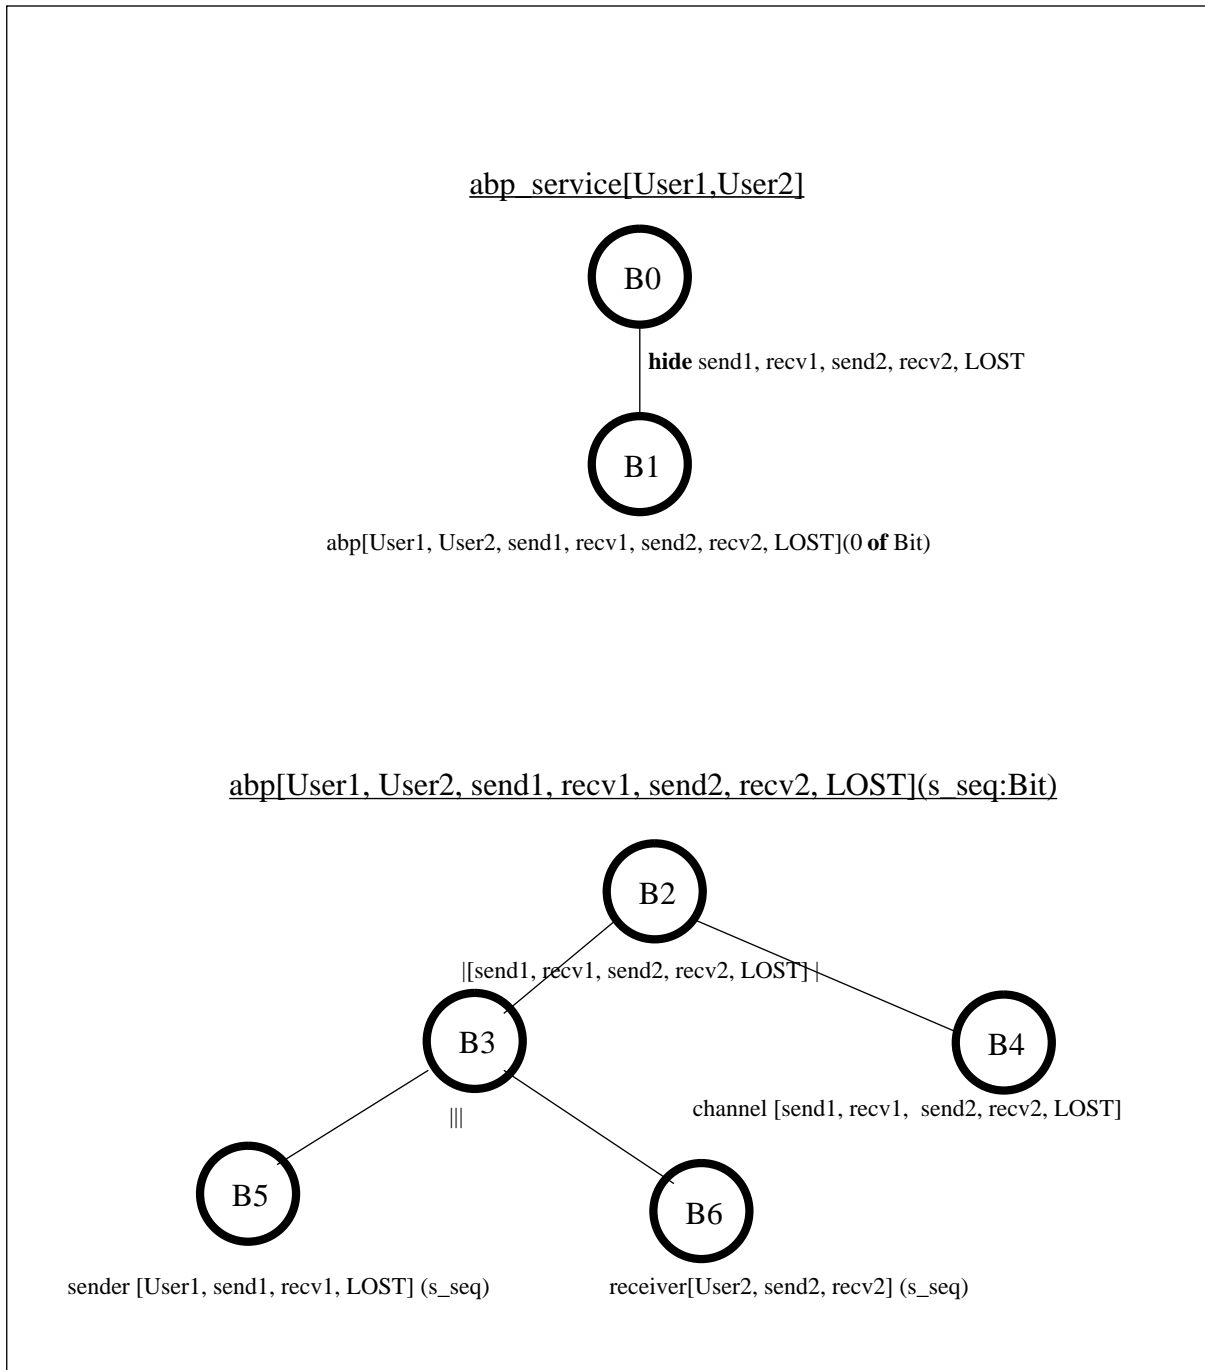 abp_service[User1,User2]
B0
hide send1, recv1, send2, recv2, LOST
B1
abp[User1, User2, send1, recv1, send2, recv2, LOST](0 of Bit)
abp[User1, User2, send1, recv1, send2, recv2, LOST](s_seq:Bit)
B2
|[send1, recv1, send2, recv2, LOST] |
B3
B4
channel [send1, recv1,  send2, recv2, LOST]
|||
B5
B6
sender [User1, send1, recv1, LOST] (s_seq)
receiver[User2, send2, recv2] (s_seq)